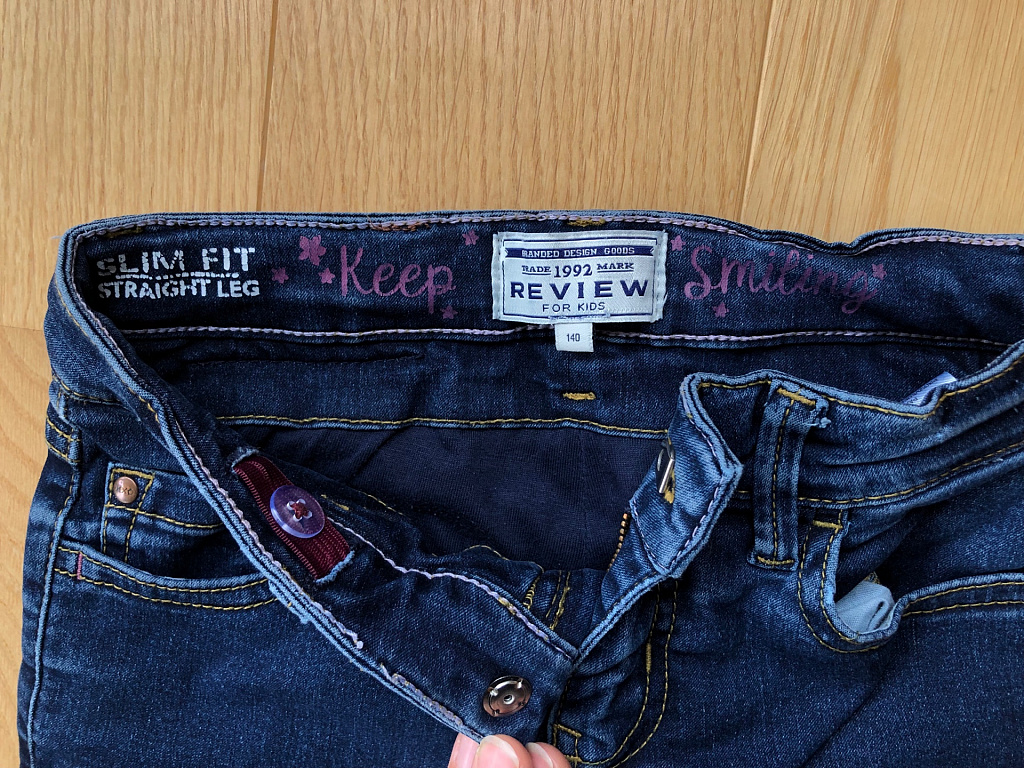 SLIM FIT
STRAIGHT LEG
Keep
BRANDED DESIGN GOODS
TRADE 1992 MARK
REVIEW
FOR KIDS
140
Smiling